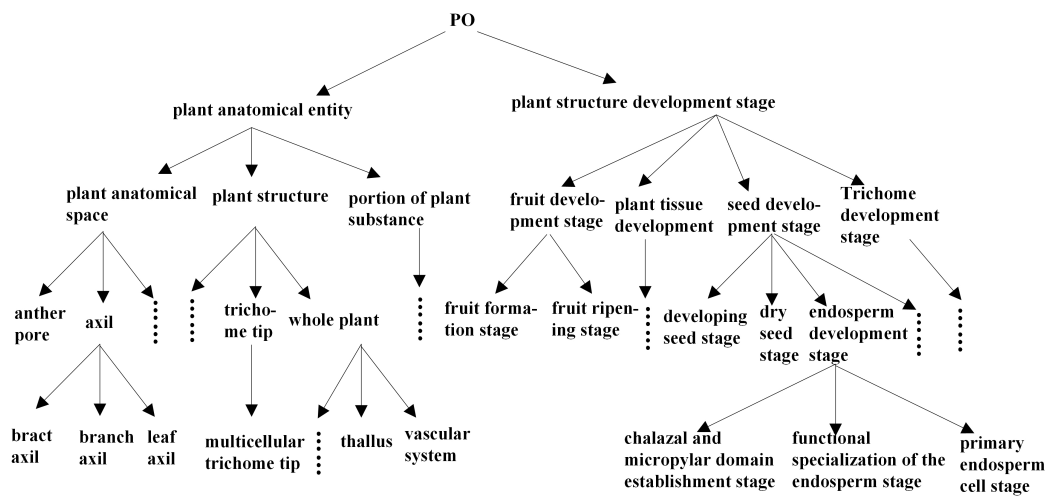 PO
plant anatomical entity
plant structure development stage
plant anatomical
space
plant structure
portion of plant
substance
fruit develo-
pment stage
plant tissue
development
seed develo-
pment stage
Trichome
development
stage
anther
pore
axil
tricho-
me tip
whole plant
fruit forma-
tion stage
fruit ripen-
ing stage
developing
seed stage
dry
seed
stage
endosperm
development
stage
bract
axil
branch
axil
leaf
axil
multicellular
trichome tip
thallus
vascular
system
chalazal and
micropylar domain
establishment stage
functional
specialization of the
endosperm stage
primary
endosperm
cell stage